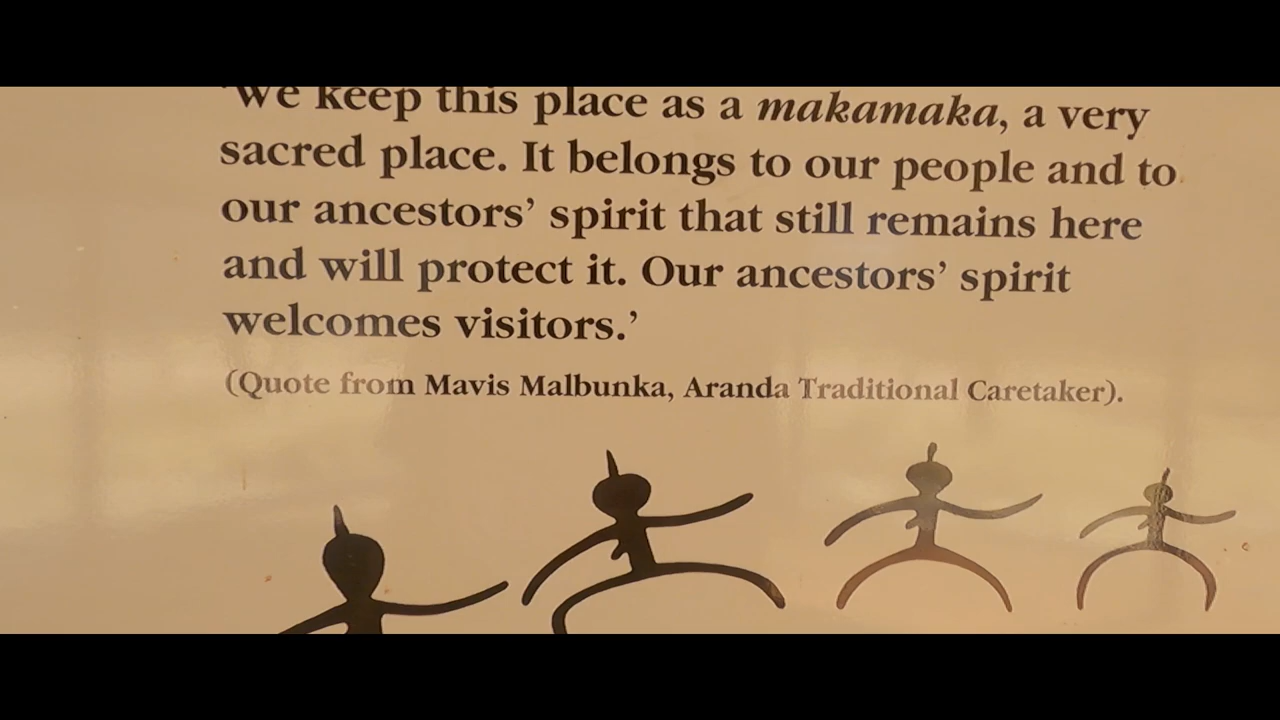 ‘We keep this place as a makamaka, a very
sacred place. It belongs to our people and to
our ancestors’ spirit that still remains here
and will protect it. Our ancestors’ spirit
welcomes visitors.’
(Quote from Mavis Malbunka, Aranda Traditional Caretaker).